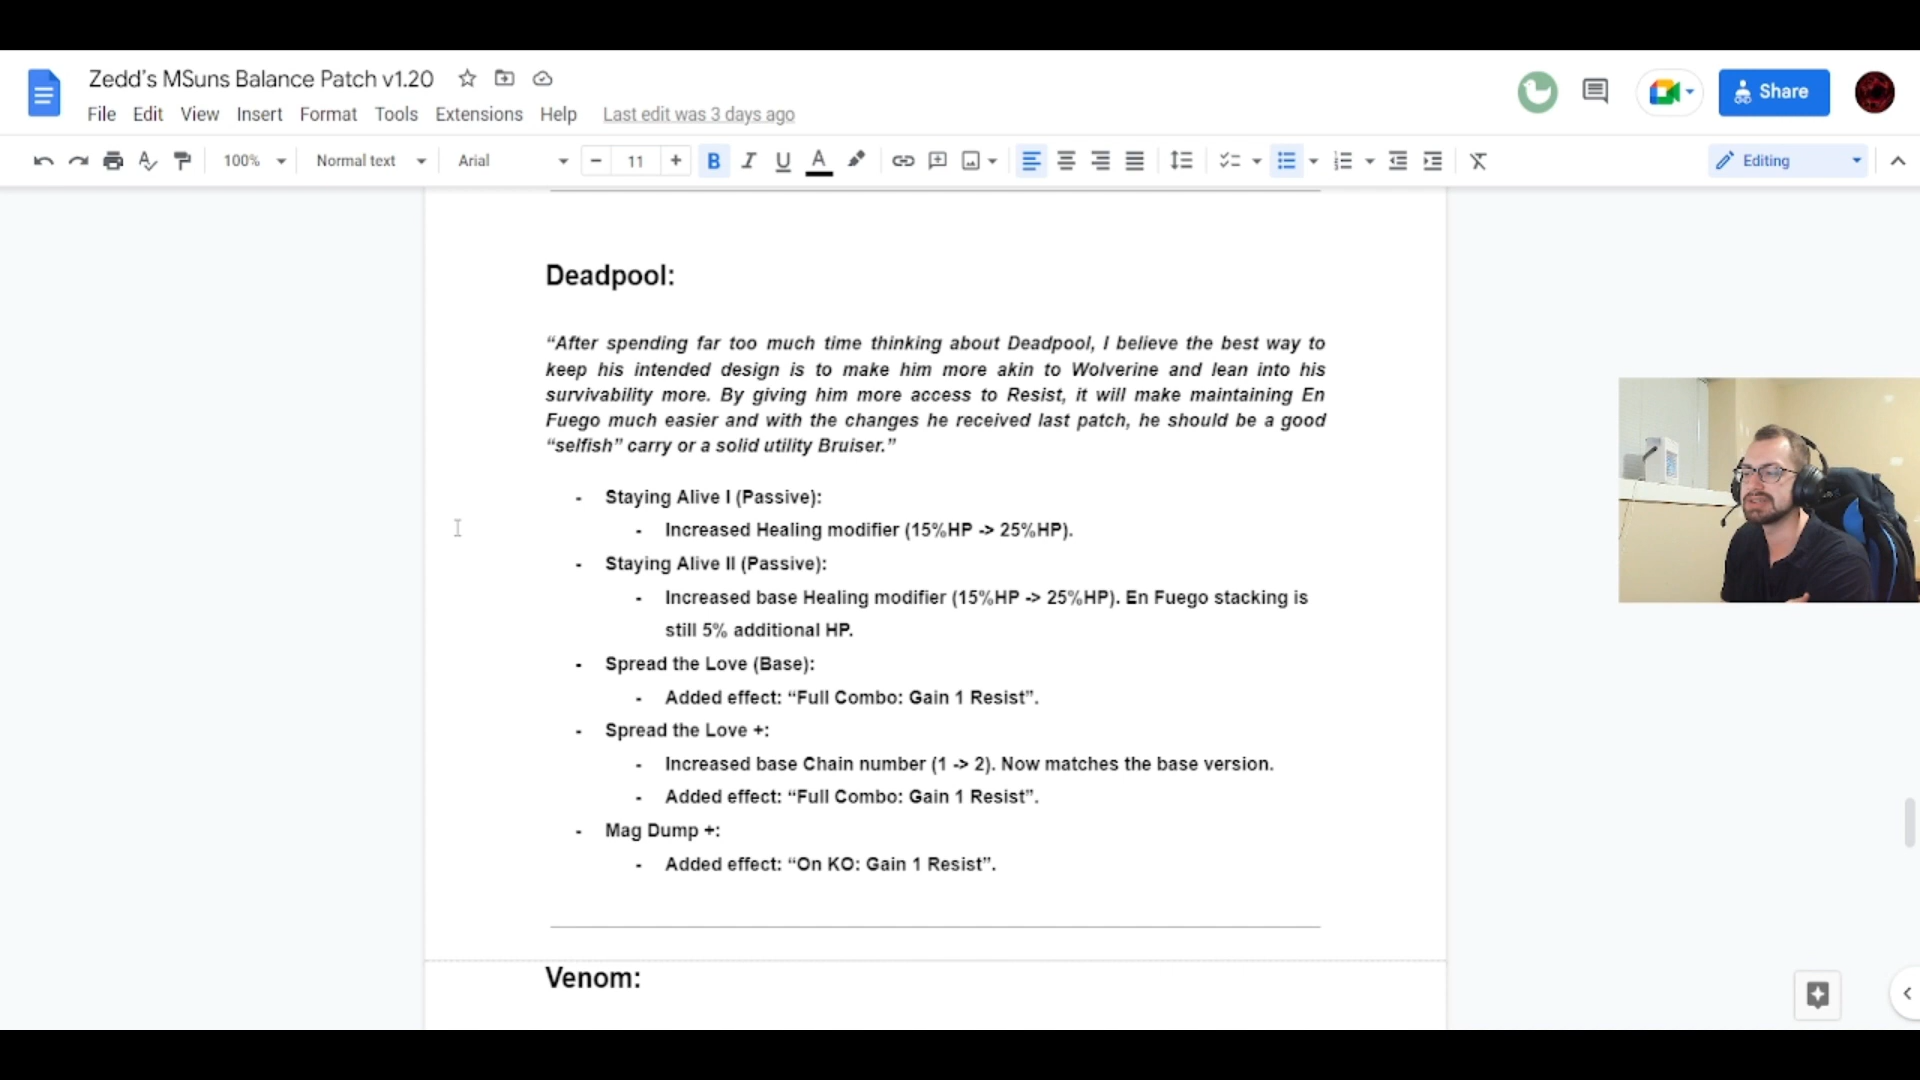 Zedd's MSuns Balance Patch v1.20
File Edit View Insert Format Tools Extensions Help Last edit was 3 days ago
Share
100% Normal text Arial 11 B I U A Editing
Deadpool:
“After spending far too much time thinking about Deadpool, I believe the best way to
keep his intended design is to make him more akin to Wolverine and lean into his
survivability more. By giving him more access to Resist, it will make maintaining En
Fuego much easier and with the changes he received last patch, he should be a good
“selfish” carry or a solid utility Bruiser.”
- Staying Alive I (Passive):
- Increased Healing modifier (15%HP -> 25%HP).
- Staying Alive II (Passive):
- Increased base Healing modifier (15%HP -> 25%HP). En Fuego stacking is
still 5% additional HP.
- Spread the Love (Base):
- Added effect: “Full Combo: Gain 1 Resist”.
- Spread the Love +:
- Increased base Chain number (1 -> 2). Now matches the base version.
- Added effect: “Full Combo: Gain 1 Resist”.
- Mag Dump +:
- Added effect: “On KO: Gain 1 Resist”.
Venom: